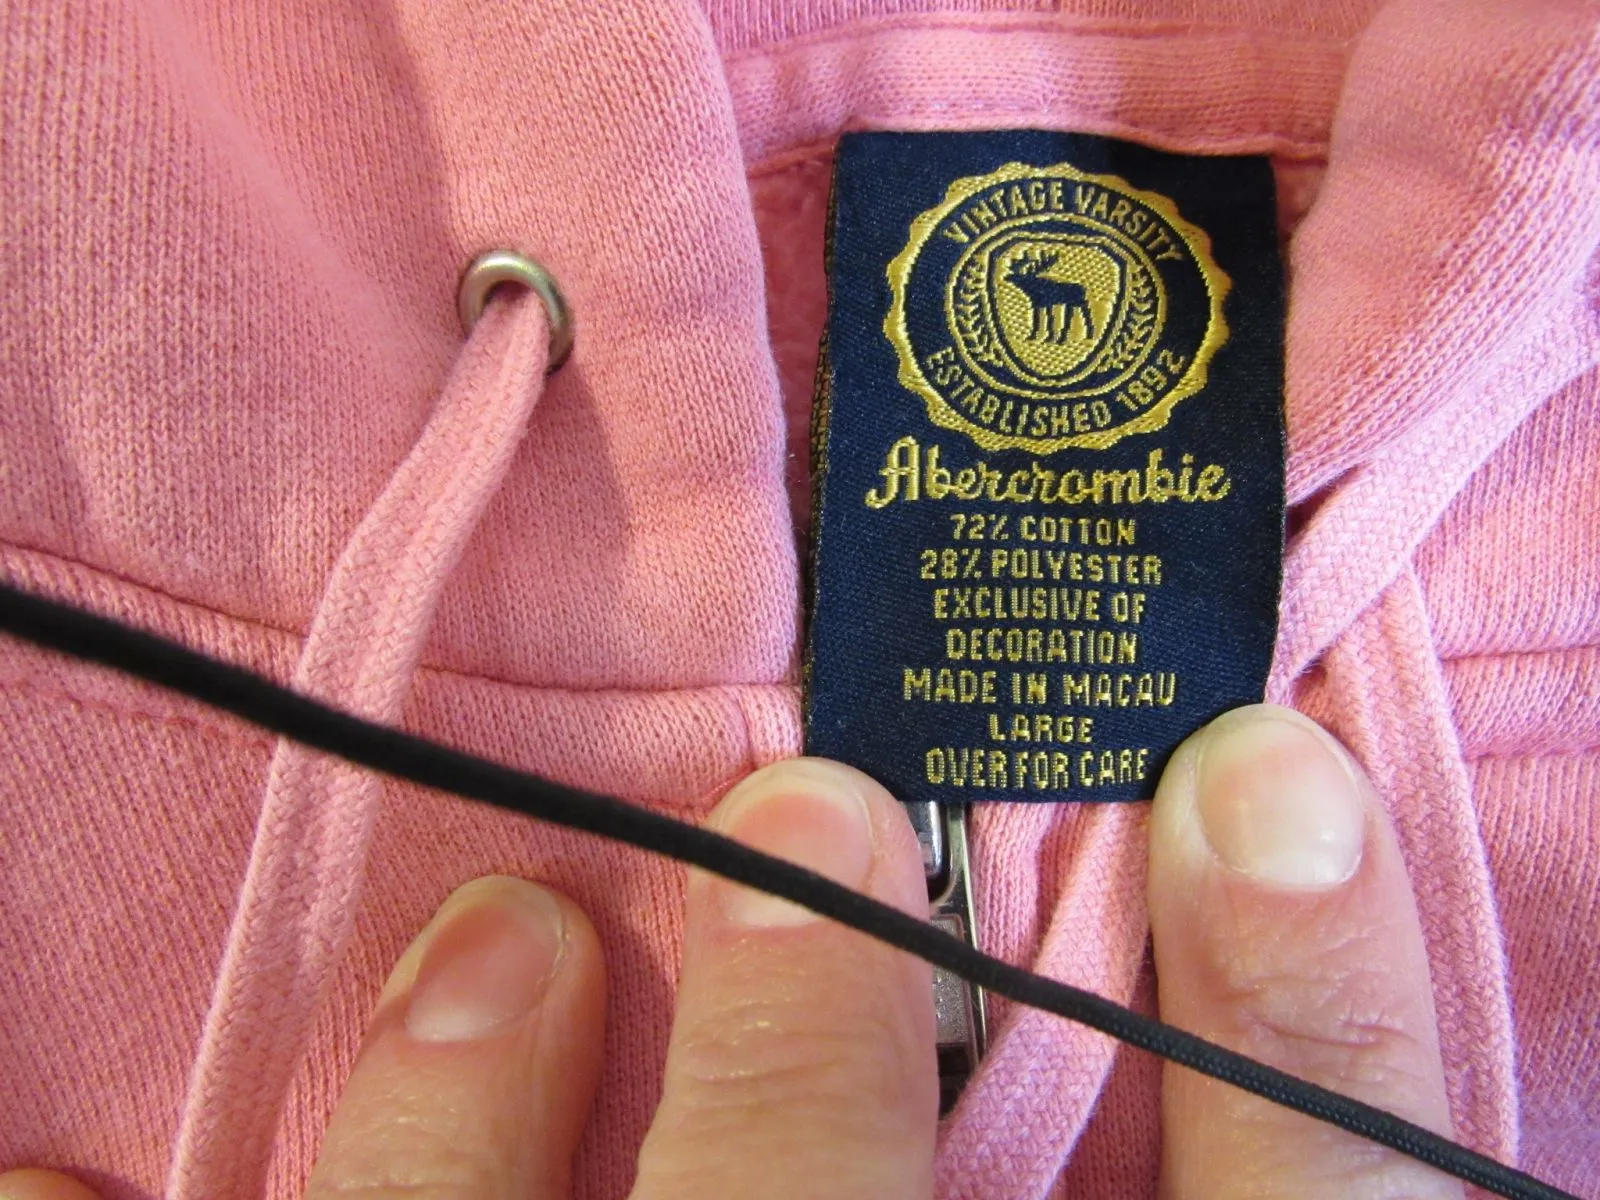 VINTAGE VARSITY
ESTABLISHED 1892
Abercrombie
72% COTTON
28% POLYESTER
EXCLUSIVE OF
DECORATION
MADE IN MACAU
LARGE
OVER FOR CARE